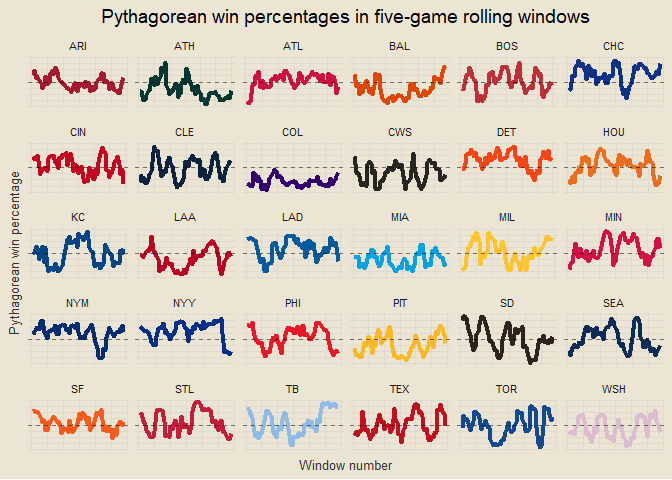 Pythagorean win percentages in five-game rolling windows
ARI ATH ATL BAL BOS CHC
CIN CLE COL CWS DET HOU
KC LAA LAD MIA MIL MIN
NYM NYY PHI PIT SD SEA
SF STL TB TEX TOR WSH
Pythagorean win percentage
Window number